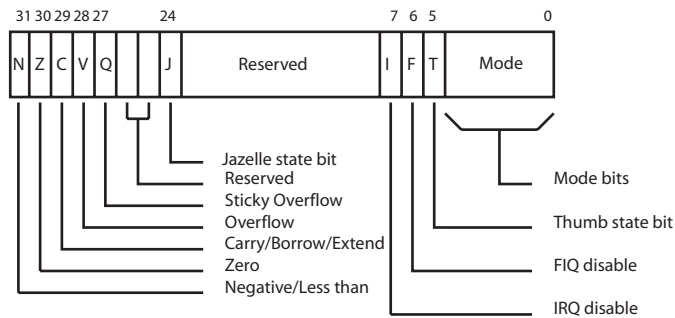 31 30 29 28 27 24 7 6 5 0
N Z C V Q J Reserved I F T Mode
Jazelle state bit
Reserved
Sticky Overflow
Overflow
Carry/Borrow/Extend
Zero
Negative/Less than
Mode bits
Thumb state bit
FIQ disable
IRQ disable